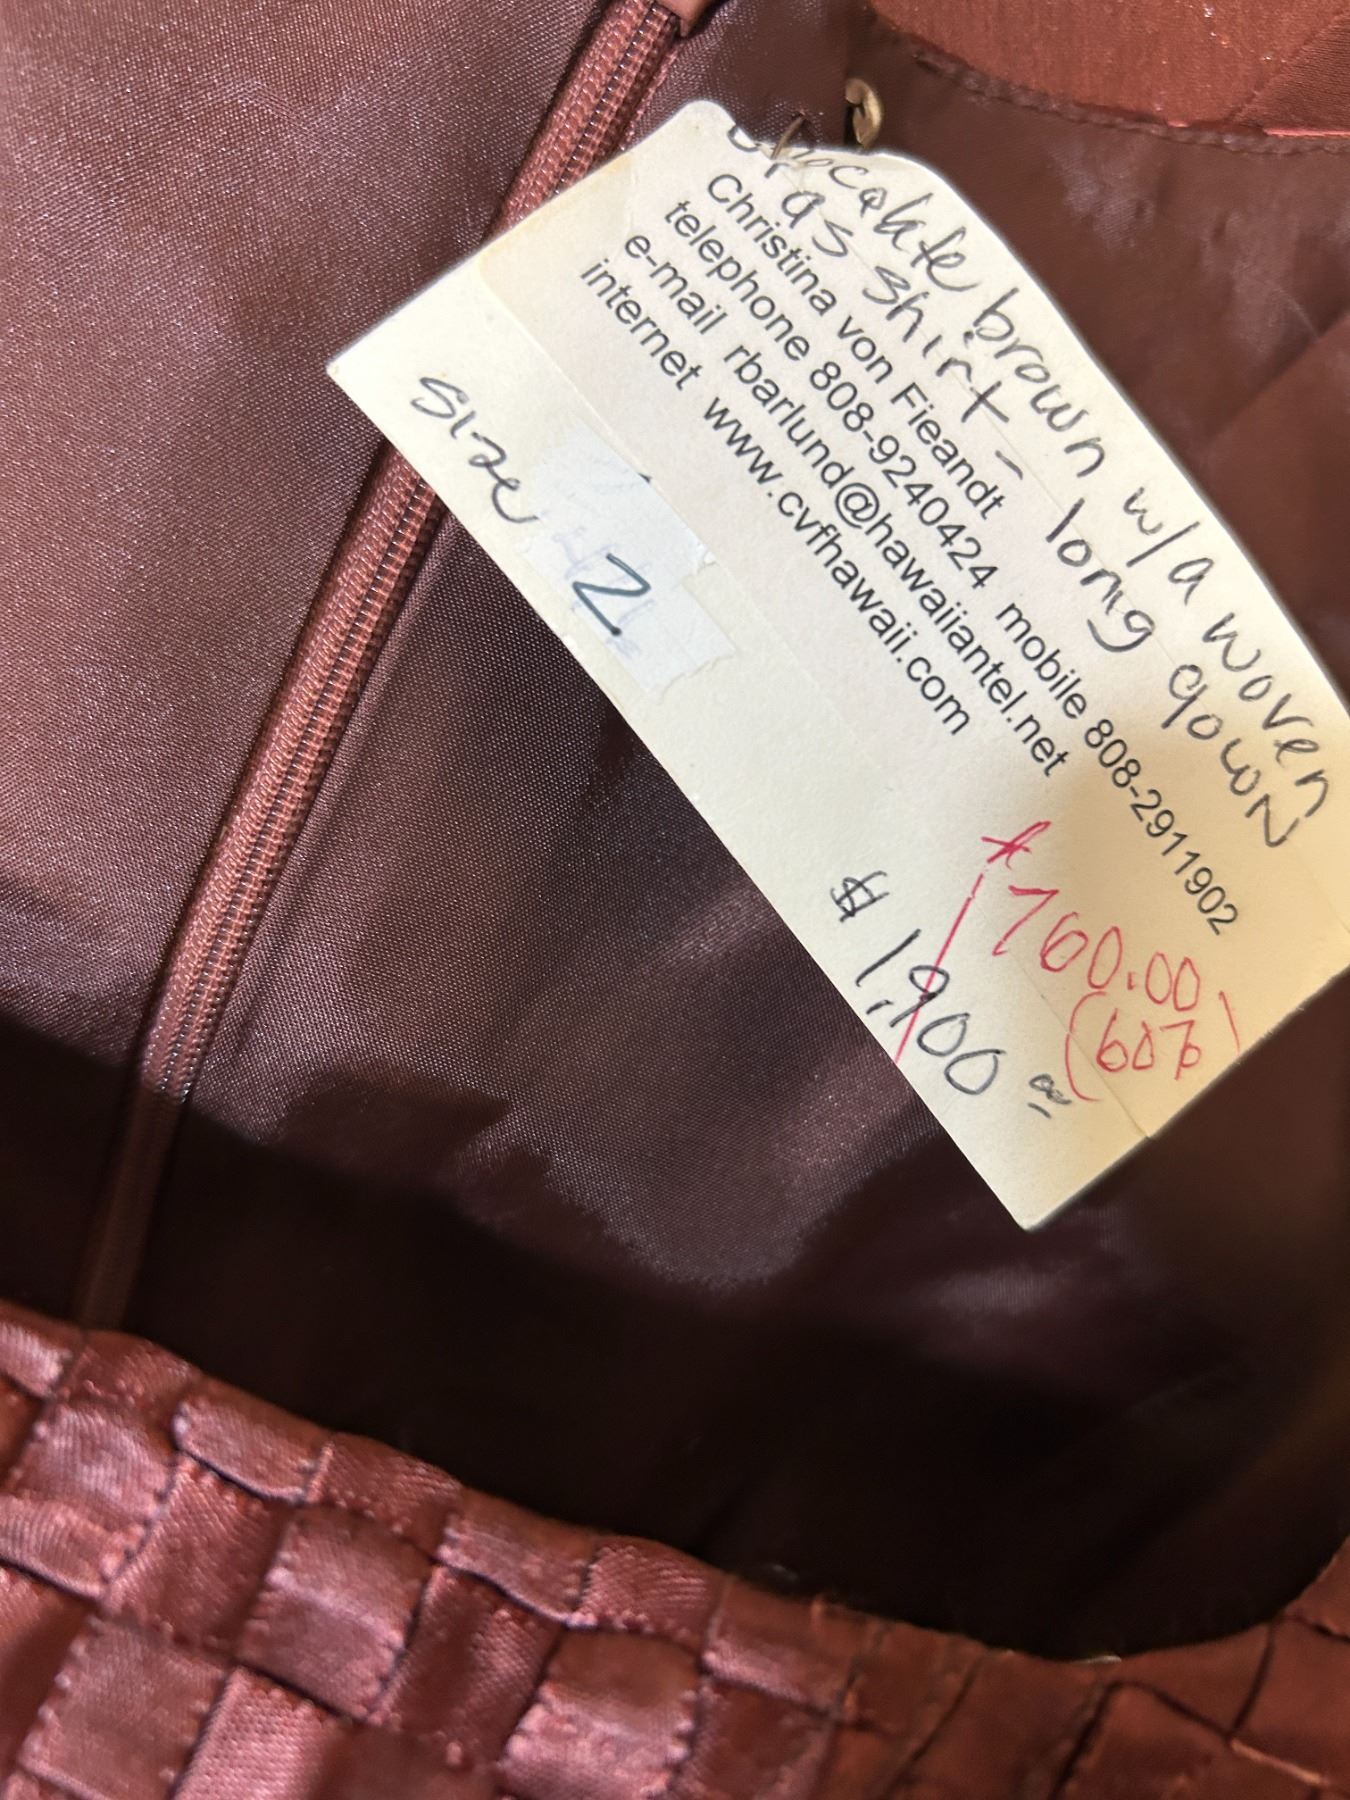 Chocolate brown w/a woven
as shirt - long gown
Christina von Fieandt
telephone 808-9240424 mobile 808-2911902
e-mail rbarlund@hawaiiantel.net
internet www.cvfhawaii.com
Size 2
$760.00
(60%)
$1,900 00